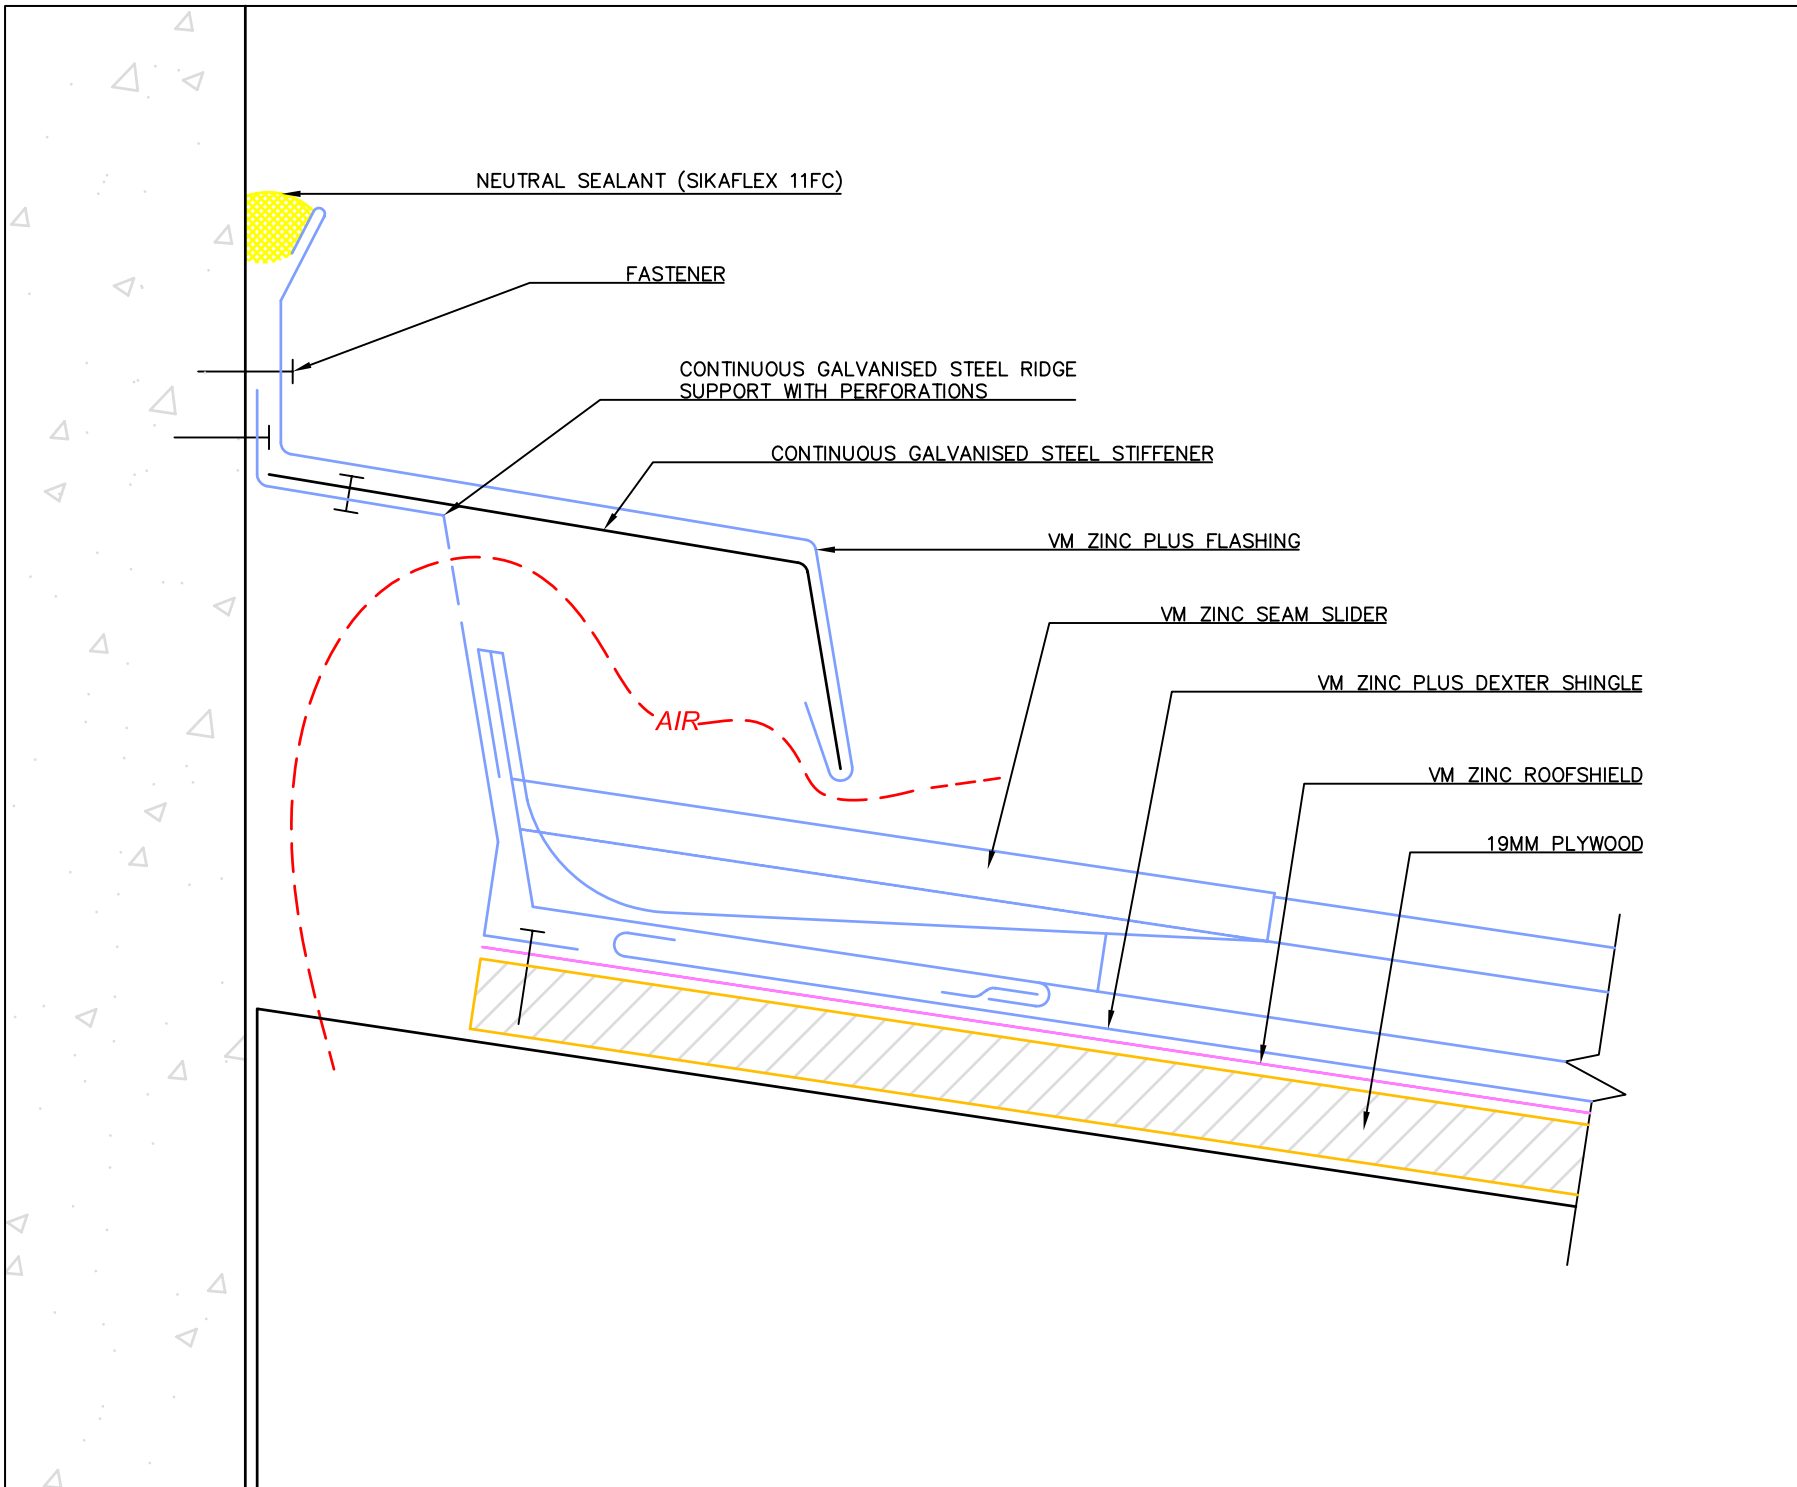 NEUTRAL SEALANT (SIKAFLEX 11FC)
FASTENER
CONTINUOUS GALVANISED STEEL RIDGE
SUPPORT WITH PERFORATIONS
CONTINUOUS GALVANISED STEEL STIFFENER
VM ZINC PLUS FLASHING
VM ZINC SEAM SLIDER
VM ZINC PLUS DEXTER SHINGLE
AIR
VM ZINC ROOFSHIELD
19MM PLYWOOD